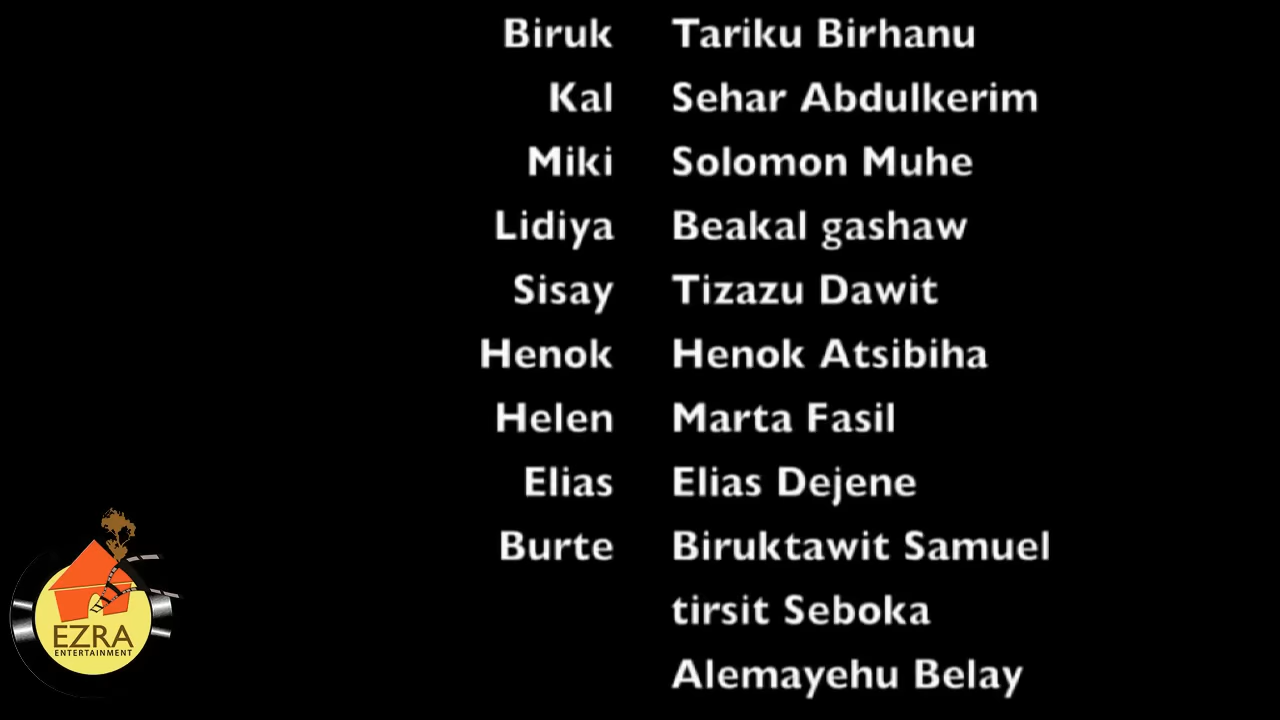 Biruk Tariku Birhanu
Kal Sehar Abdulkerim
Miki Solomon Muhe
Lidiya Beakal gashaw
Sisay Tizazu Dawit
Henok Henok Atsibiha
Helen Marta Fasil
Elias Elias Dejene
Burte Biruktawit Samuel
tirsit Seboka
Alemayehu Belay
EZRA
ENTERTAINMENT